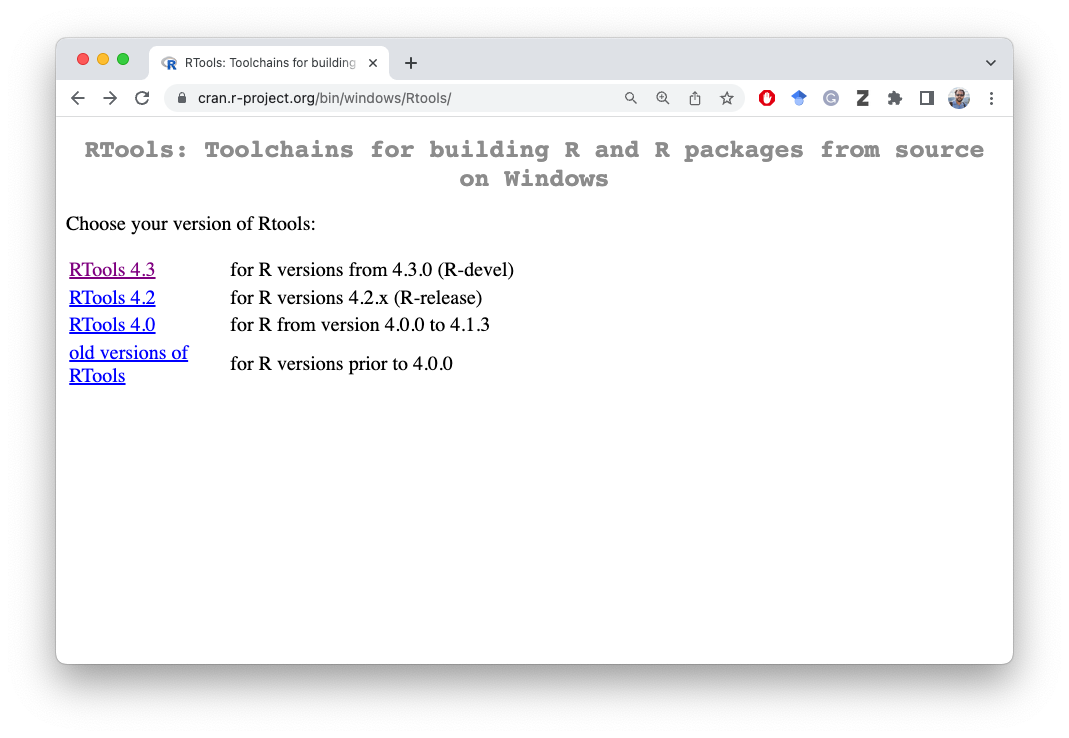 RTools: Toolchains for building
cran.r-project.org/bin/windows/Rtools/
RTools: Toolchains for building R and R packages from source
on Windows
Choose your version of Rtools:
RTools 4.3 for R versions from 4.3.0 (R-devel)
RTools 4.2 for R versions 4.2.x (R-release)
RTools 4.0 for R from version 4.0.0 to 4.1.3
old versions of
RTools for R versions prior to 4.0.0